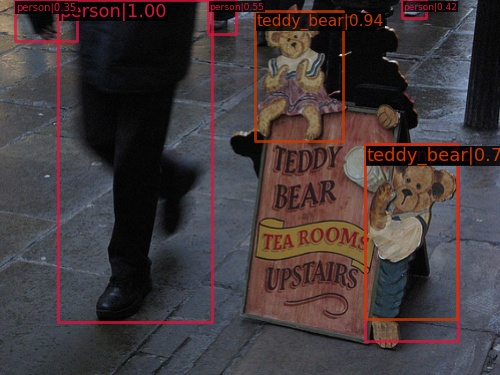 person|0.35
person|1.00
person|0.55
teddy_bear|0.94
person|0.42
teddy_bear|0.7
TEDDY
BEAR
TEA ROOMS
UPSTAIRS